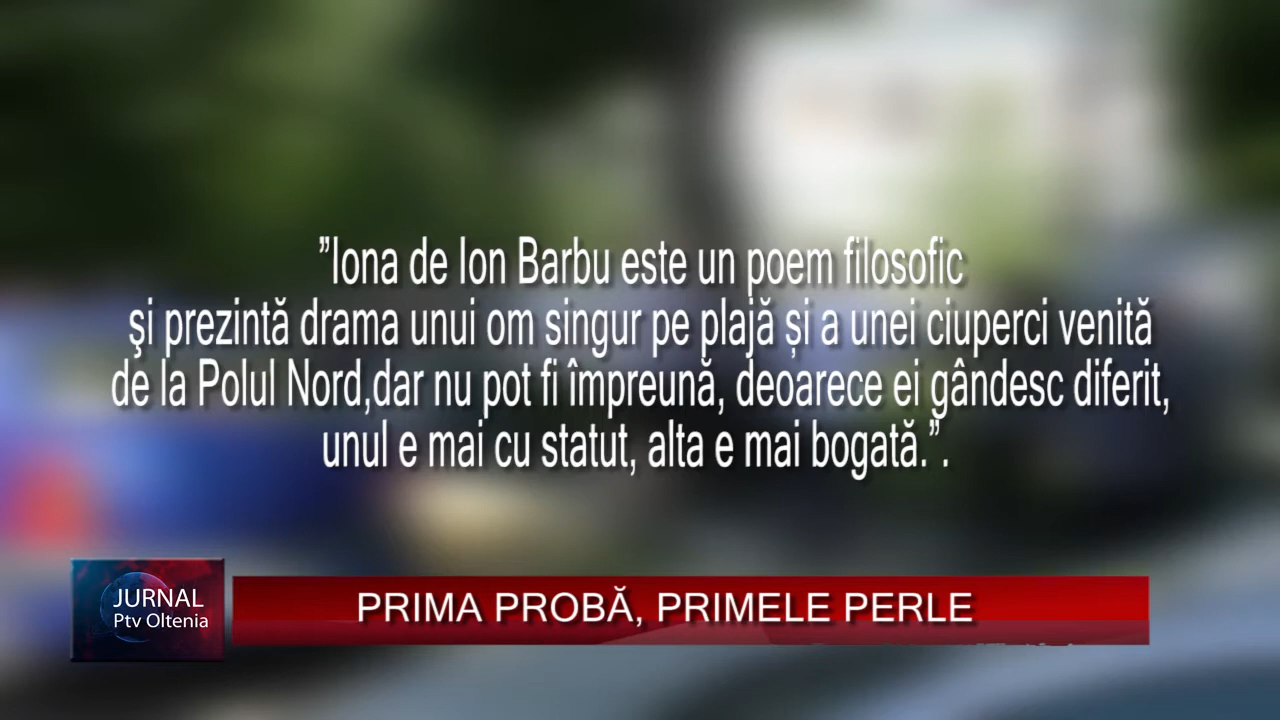 ”Iona de Ion Barbu este un poem filosofic
şi prezintă drama unui om singur pe plajă și a unei ciuperci venită
de la Polul Nord,dar nu pot fi împreună, deoarece ei gândesc diferit,
unul e mai cu statut, alta e mai bogată.”.
JURNAL
Ptv Oltenia
PRIMA PROBĂ, PRIMELE PERLE